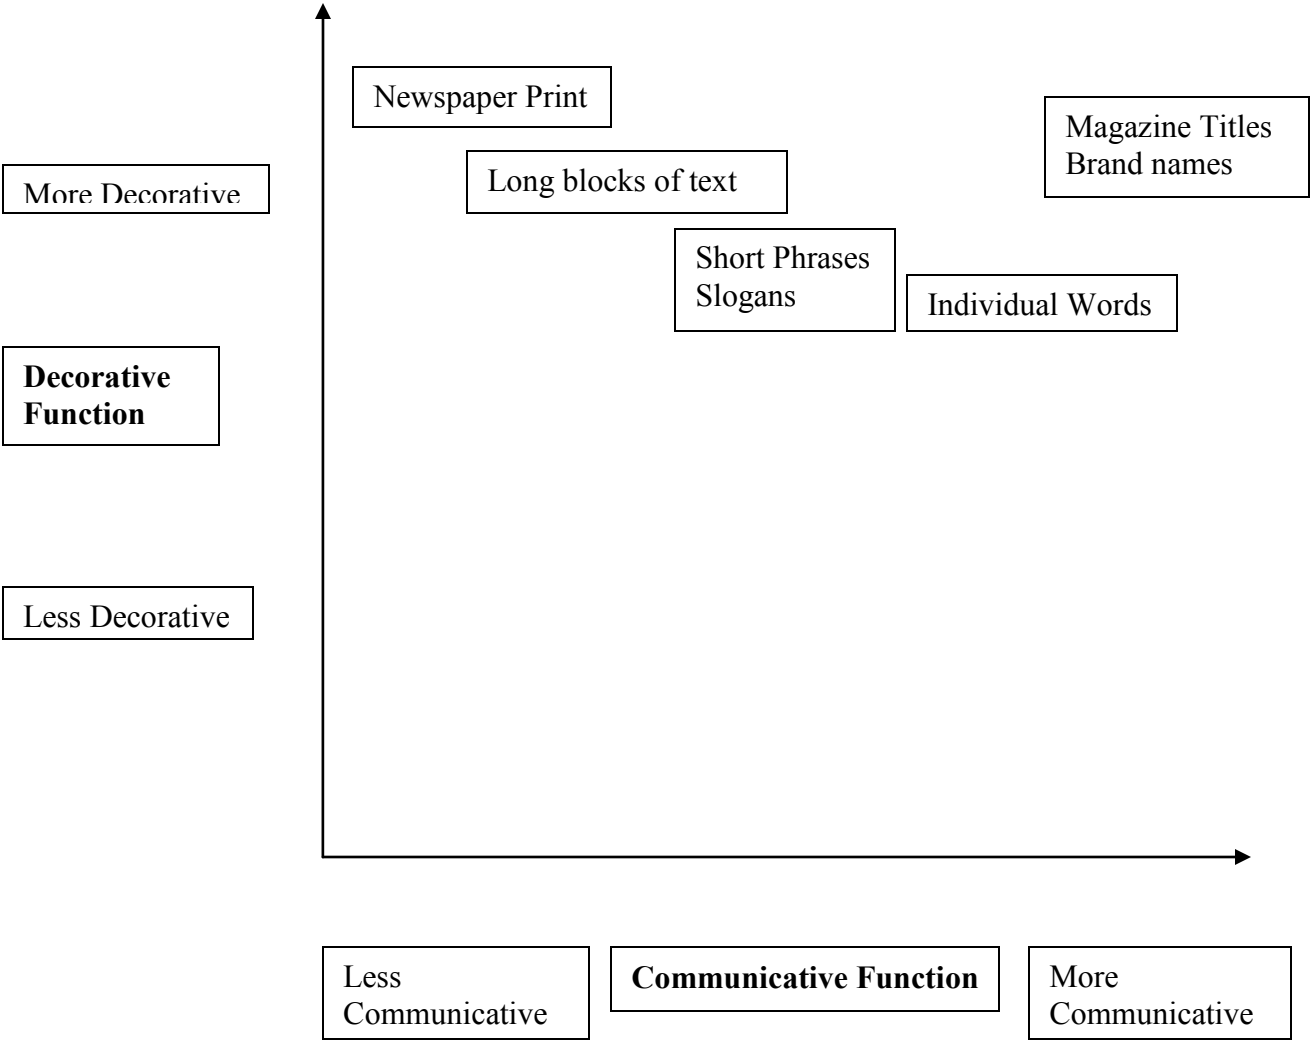 Newspaper Print
Magazine Titles
Brand names
Long blocks of text
More Decorative
Short Phrases
Slogans
Individual Words
Decorative
Function
Less Decorative
Less
Communicative
Communicative Function
More
Communicative